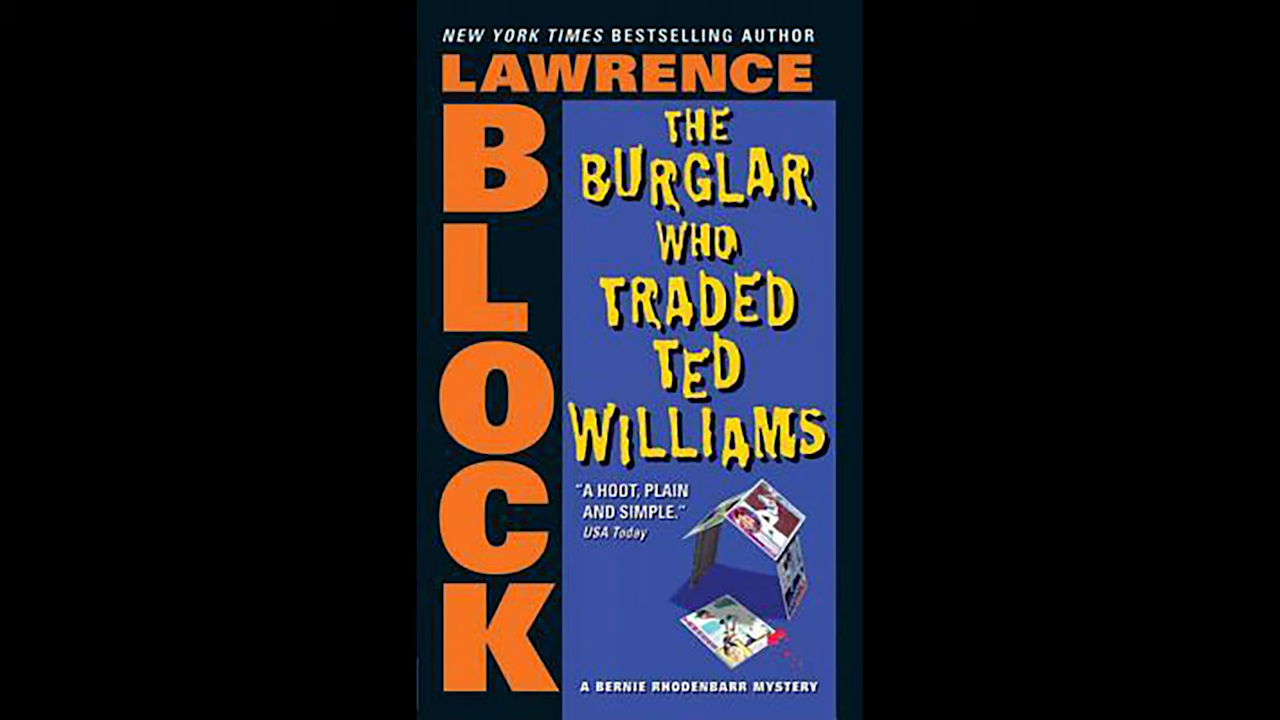 NEW YORK TIMES BESTSELLING AUTHOR
LAWRENCE
BLOCK
THE
BURGLAR
WHO
TRADED
TED
WILLIAMS
"A HOOT, PLAIN
AND SIMPLE."
USA Today
A BERNIE RHODENBARR MYSTERY